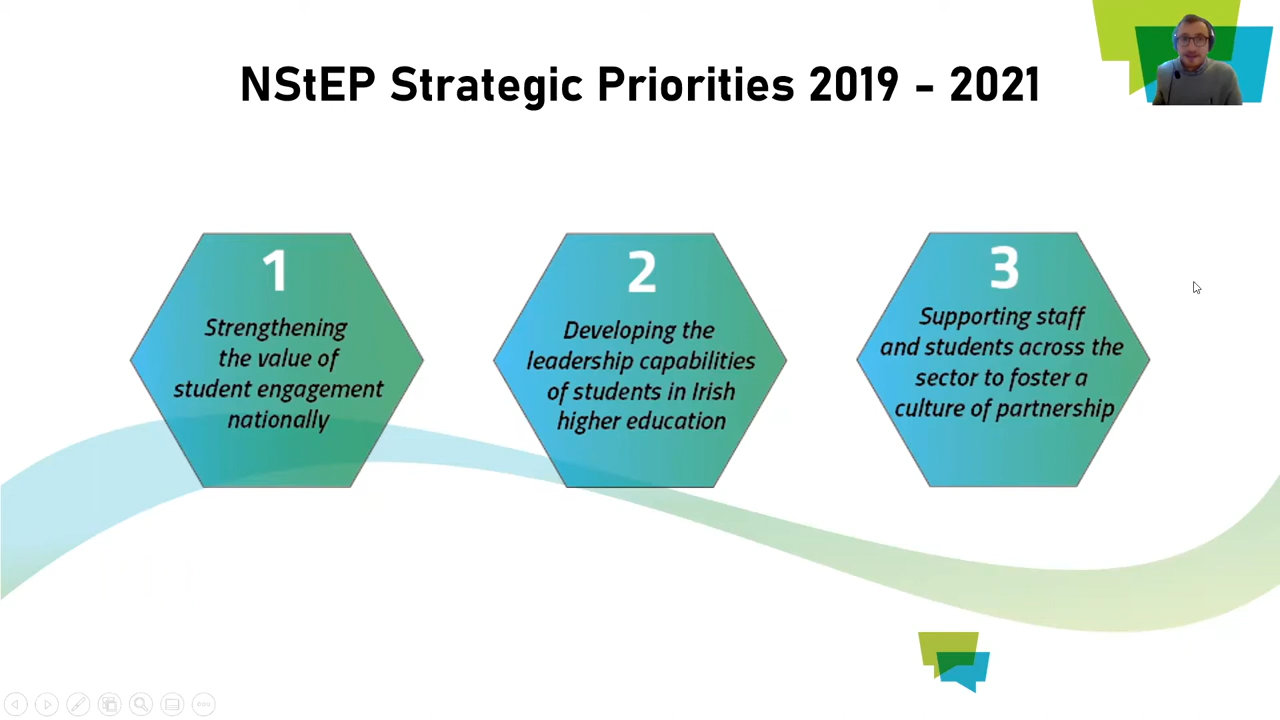 NStEP Strategic Priorities 2019 - 2021
1
Strengthening
the value of
student engagement
nationally
2
Developing the
leadership capabilities
of students in Irish
higher education
3
Supporting staff
and students across the
sector to foster a
culture of partnership